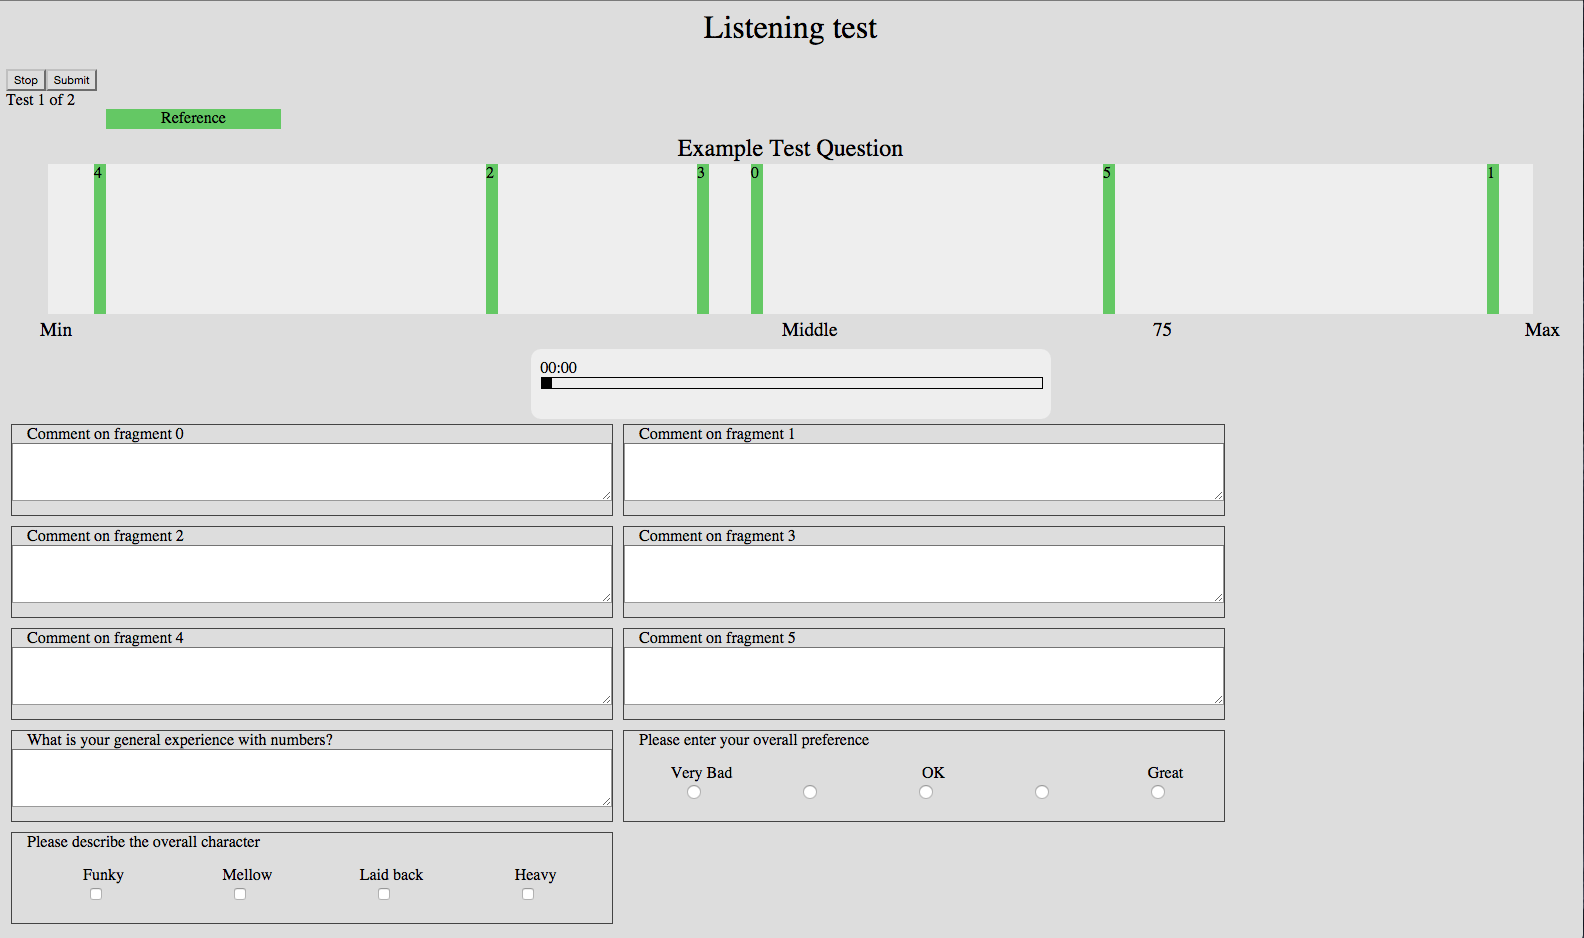 Listening test
Stop Submit
Test 1 of 2
Reference
Example Test Question
4 2 3 0 5 1
Min Middle 75 Max
00:00
Comment on fragment 0 Comment on fragment 1
Comment on fragment 2 Comment on fragment 3
Comment on fragment 4 Comment on fragment 5
What is your general experience with numbers? Please enter your overall preference
Very Bad OK Great
Please describe the overall character
Funky Mellow Laid back Heavy